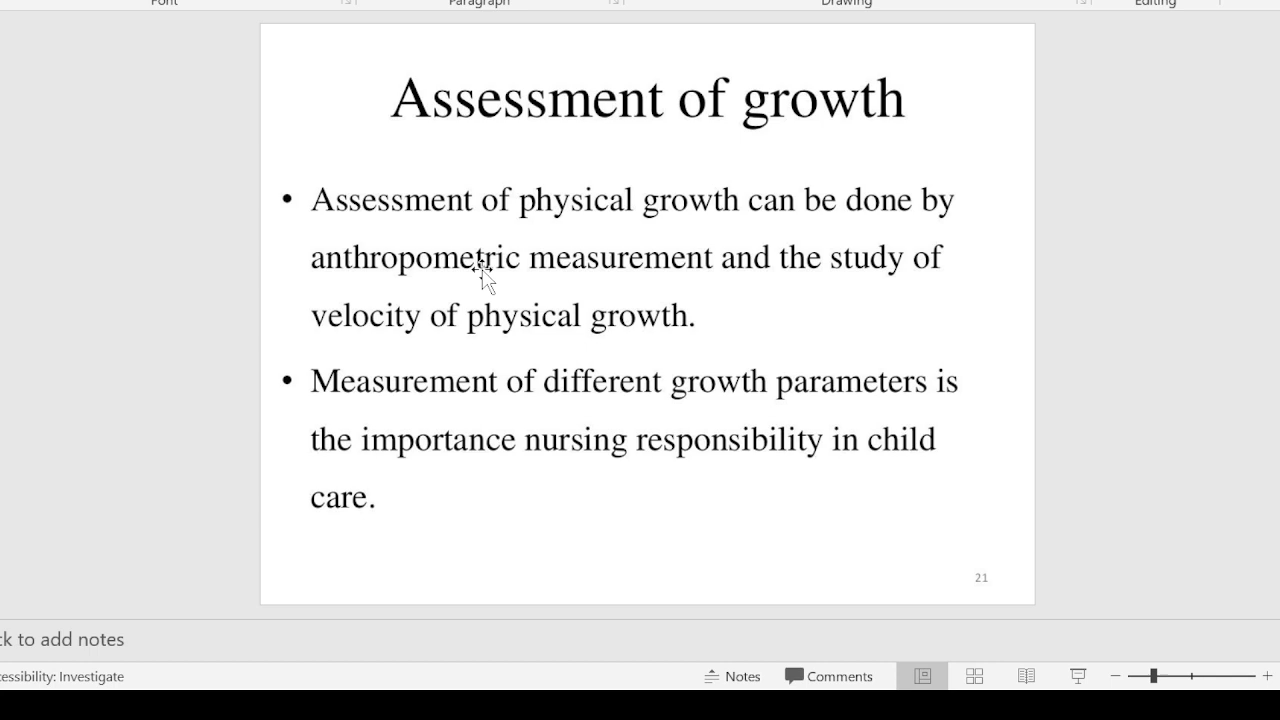 Font Paragraph Drawing Editing
Assessment of growth
• Assessment of physical growth can be done by
anthropometric measurement and the study of
velocity of physical growth.
• Measurement of different growth parameters is
the importance nursing responsibility in child
care.
21
ck to add notes
cessibility: Investigate Notes Comments